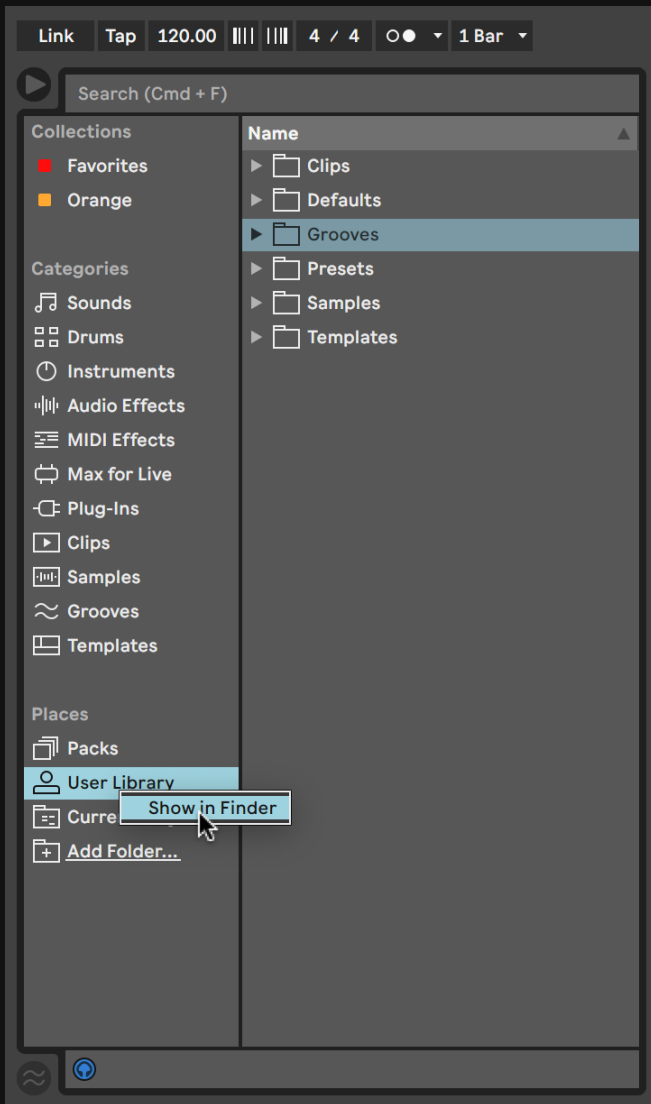 Link Tap 120.00 4 / 4 1 Bar
Search (Cmd + F)
Collections
Favorites
Orange
Categories
Sounds
Drums
Instruments
Audio Effects
MIDI Effects
Max for Live
Plug-Ins
Clips
Samples
Grooves
Templates
Places
Packs
User Library
Show in Finder
Add Folder...
Name
Clips
Defaults
Grooves
Presets
Samples
Templates